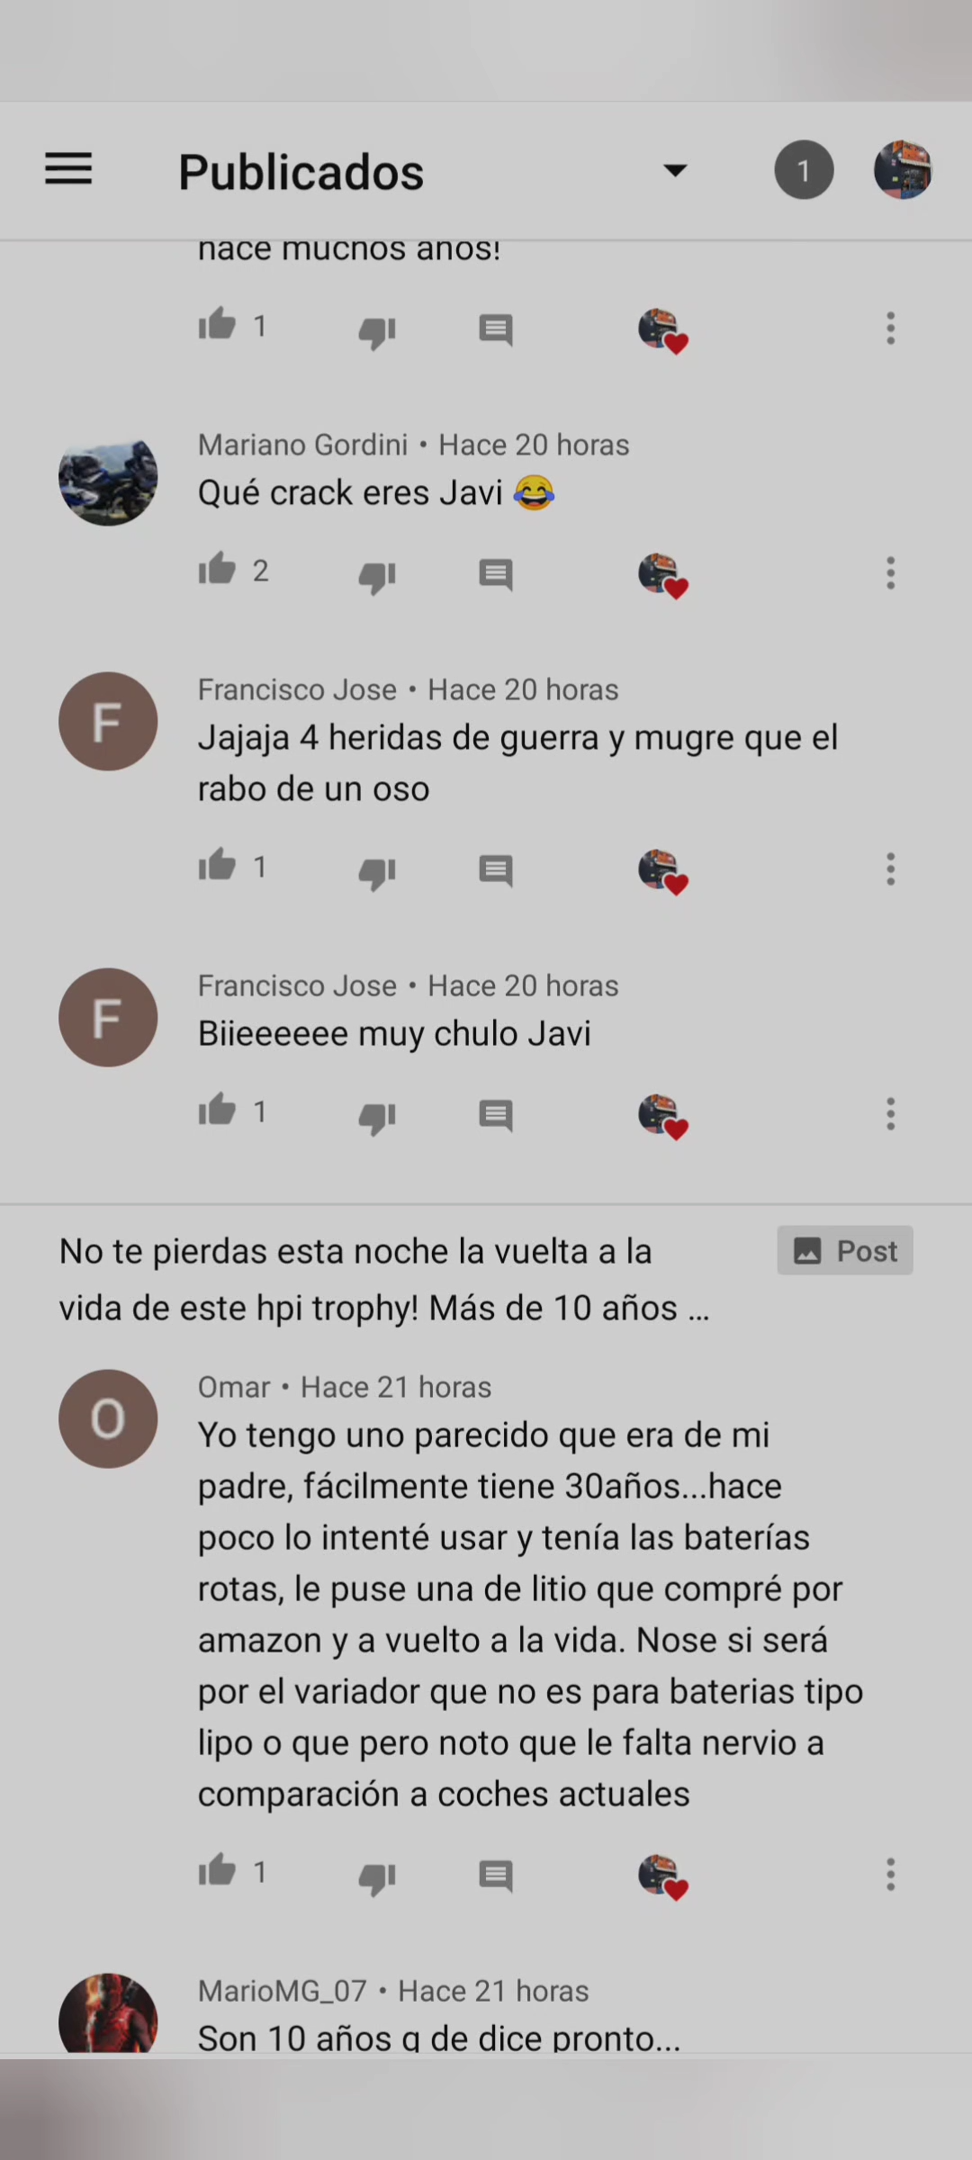 Publicados
1
hace muchos años!
1
Mariano Gordini • Hace 20 horas
Qué crack eres Javi 😂
2
F
Francisco Jose • Hace 20 horas
Jajaja 4 heridas de guerra y mugre que el
rabo de un oso
1
F
Francisco Jose • Hace 20 horas
Biieeeeee muy chulo Javi
1
No te pierdas esta noche la vuelta a la
vida de este hpi trophy! Más de 10 años ...
Post
O
Omar • Hace 21 horas
Yo tengo uno parecido que era de mi
padre, fácilmente tiene 30años...hace
poco lo intenté usar y tenía las baterías
rotas, le puse una de litio que compré por
amazon y a vuelto a la vida. Nose si será
por el variador que no es para baterias tipo
lipo o que pero noto que le falta nervio a
comparación a coches actuales
1
MarioMG_07 • Hace 21 horas
Son 10 años q de dice pronto...